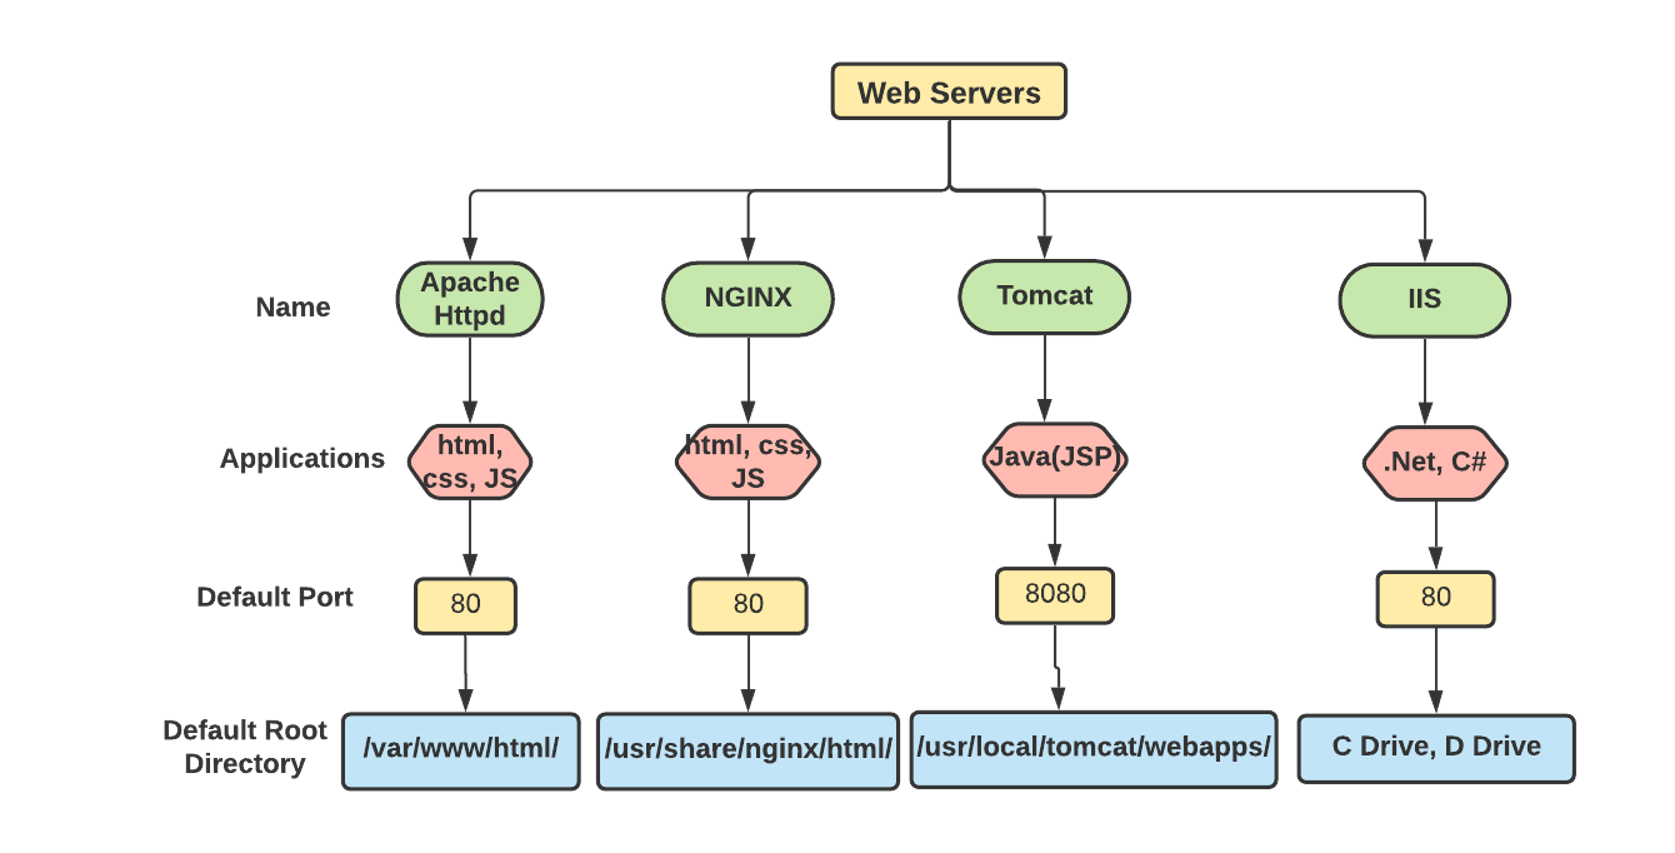 Web Servers
Name
Apache
Httpd
NGINX
Tomcat
IIS
Applications
html,
css, JS
html, css,
JS
Java(JSP)
.Net, C#
Default Port
80
80
8080
80
Default Root
Directory
/var/www/html/
/usr/share/nginx/html/
/usr/local/tomcat/webapps/
C Drive, D Drive